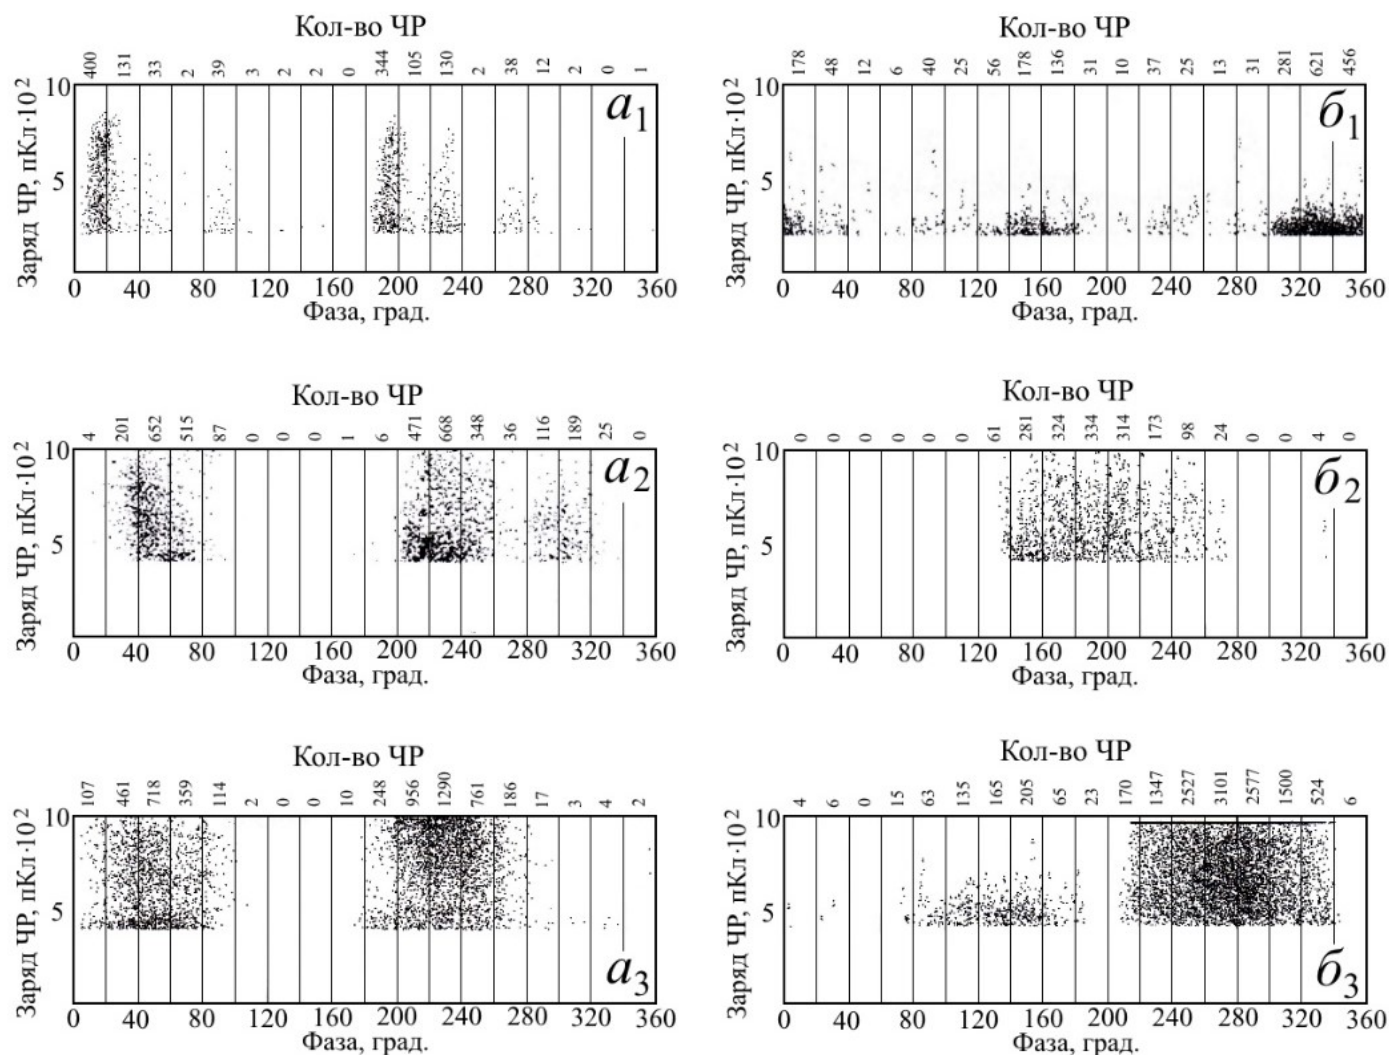 Кол-во ЧР
400 131 33 2 39 3 2 2 0 344 105 130 2 38 12 2 0 1
Заряд ЧР, пКл·10²
10
5
а₁
0 40 80 120 160 200 240 280 320 360
Фаза, град.
Кол-во ЧР
178 48 12 6 40 25 56 178 136 31 10 37 25 13 31 281 621 456
Заряд ЧР, пКл·10²
10
5
б₁
0 40 80 120 160 200 240 280 320 360
Фаза, град.
Кол-во ЧР
4 201 652 515 87 0 0 0 1 6 471 668 348 36 116 189 25 0
Заряд ЧР, пКл·10²
10
5
а₂
0 40 80 120 160 200 240 280 320 360
Фаза, град.
Кол-во ЧР
0 0 0 0 0 0 61 281 324 334 314 173 98 24 0 0 4 0
Заряд ЧР, пКл·10²
10
5
б₂
0 40 80 120 160 200 240 280 320 360
Фаза, град.
Кол-во ЧР
107 461 718 359 114 2 0 0 10 248 956 1290 761 186 17 3 4 2
Заряд ЧР, пКл·10²
10
5
а₃
0 40 80 120 160 200 240 280 320 360
Фаза, град.
Кол-во ЧР
4 6 0 15 63 135 165 205 65 23 170 1347 2527 3101 2577 1500 524 6
Заряд ЧР, пКл·10²
10
5
б₃
0 40 80 120 160 200 240 280 320 360
Фаза, град.